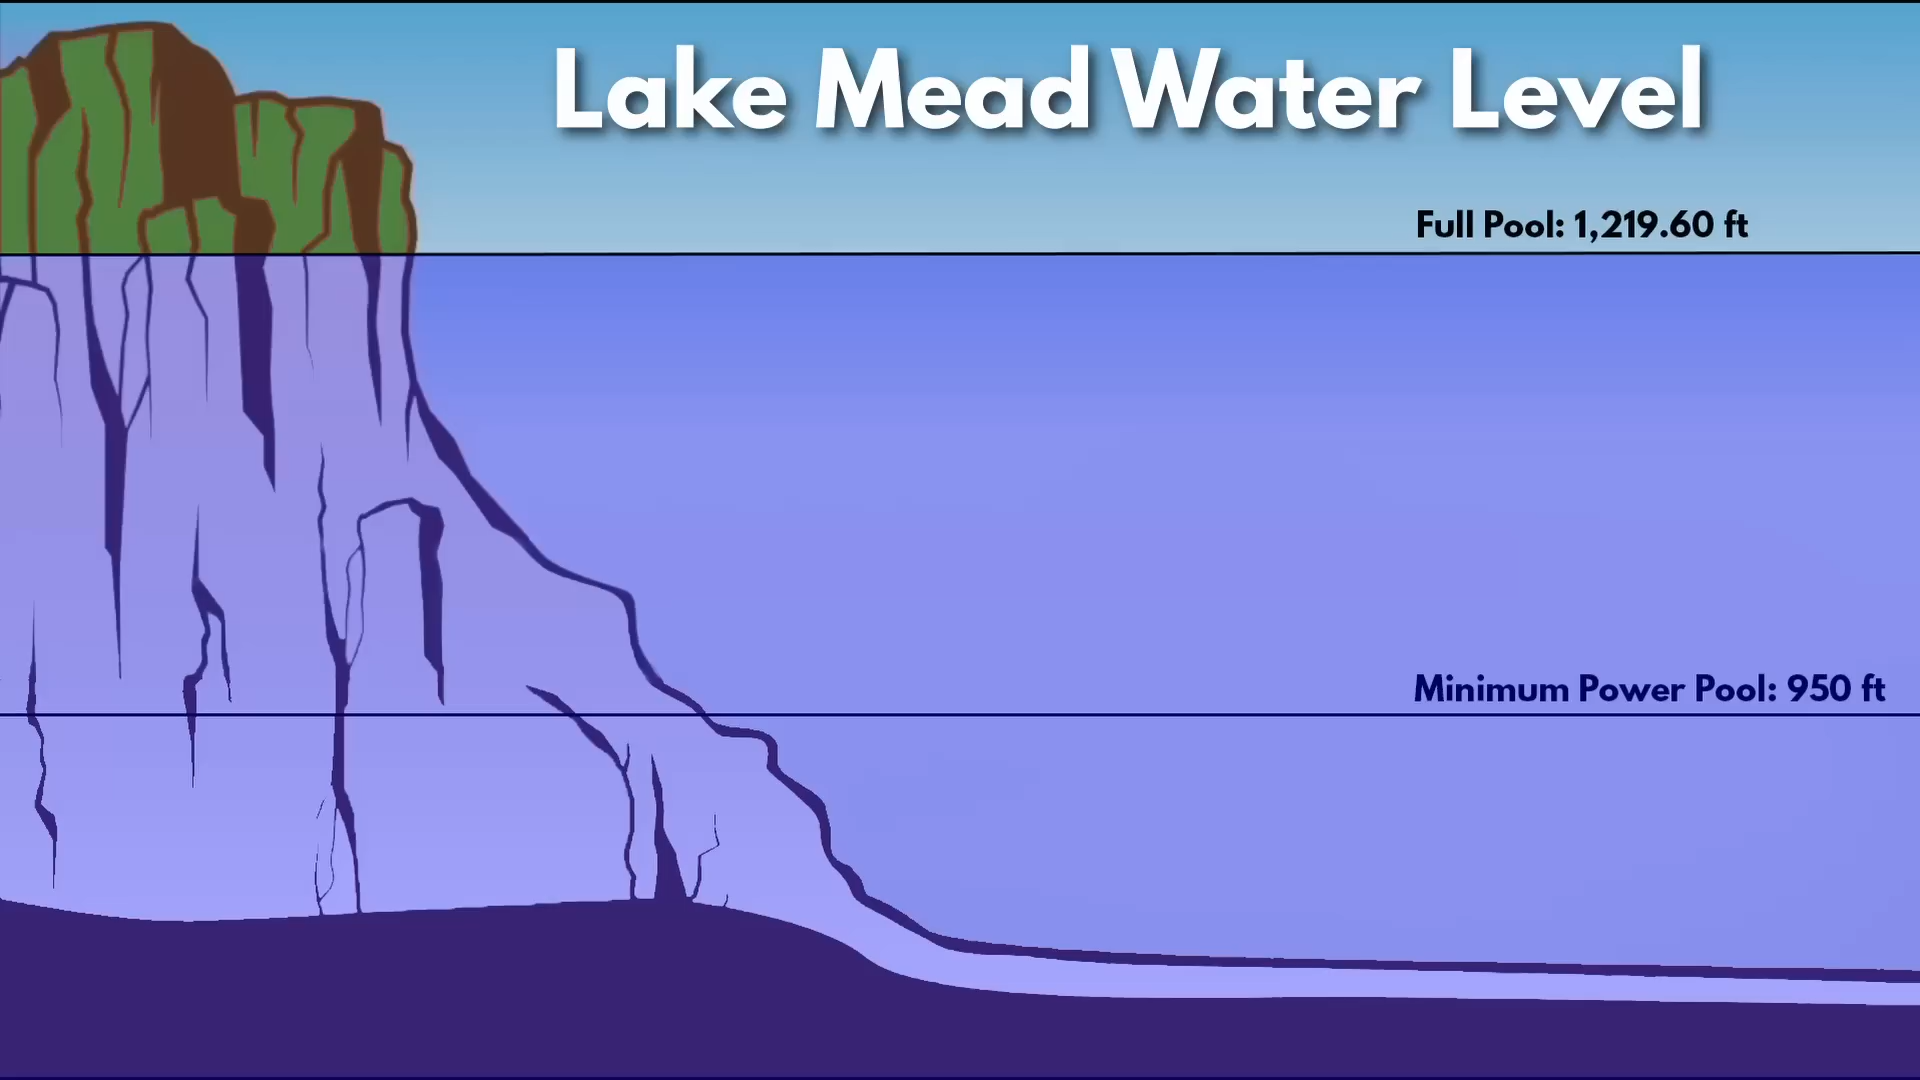 Lake Mead Water Level
Full Pool: 1,219.60 ft
Minimum Power Pool: 950 ft